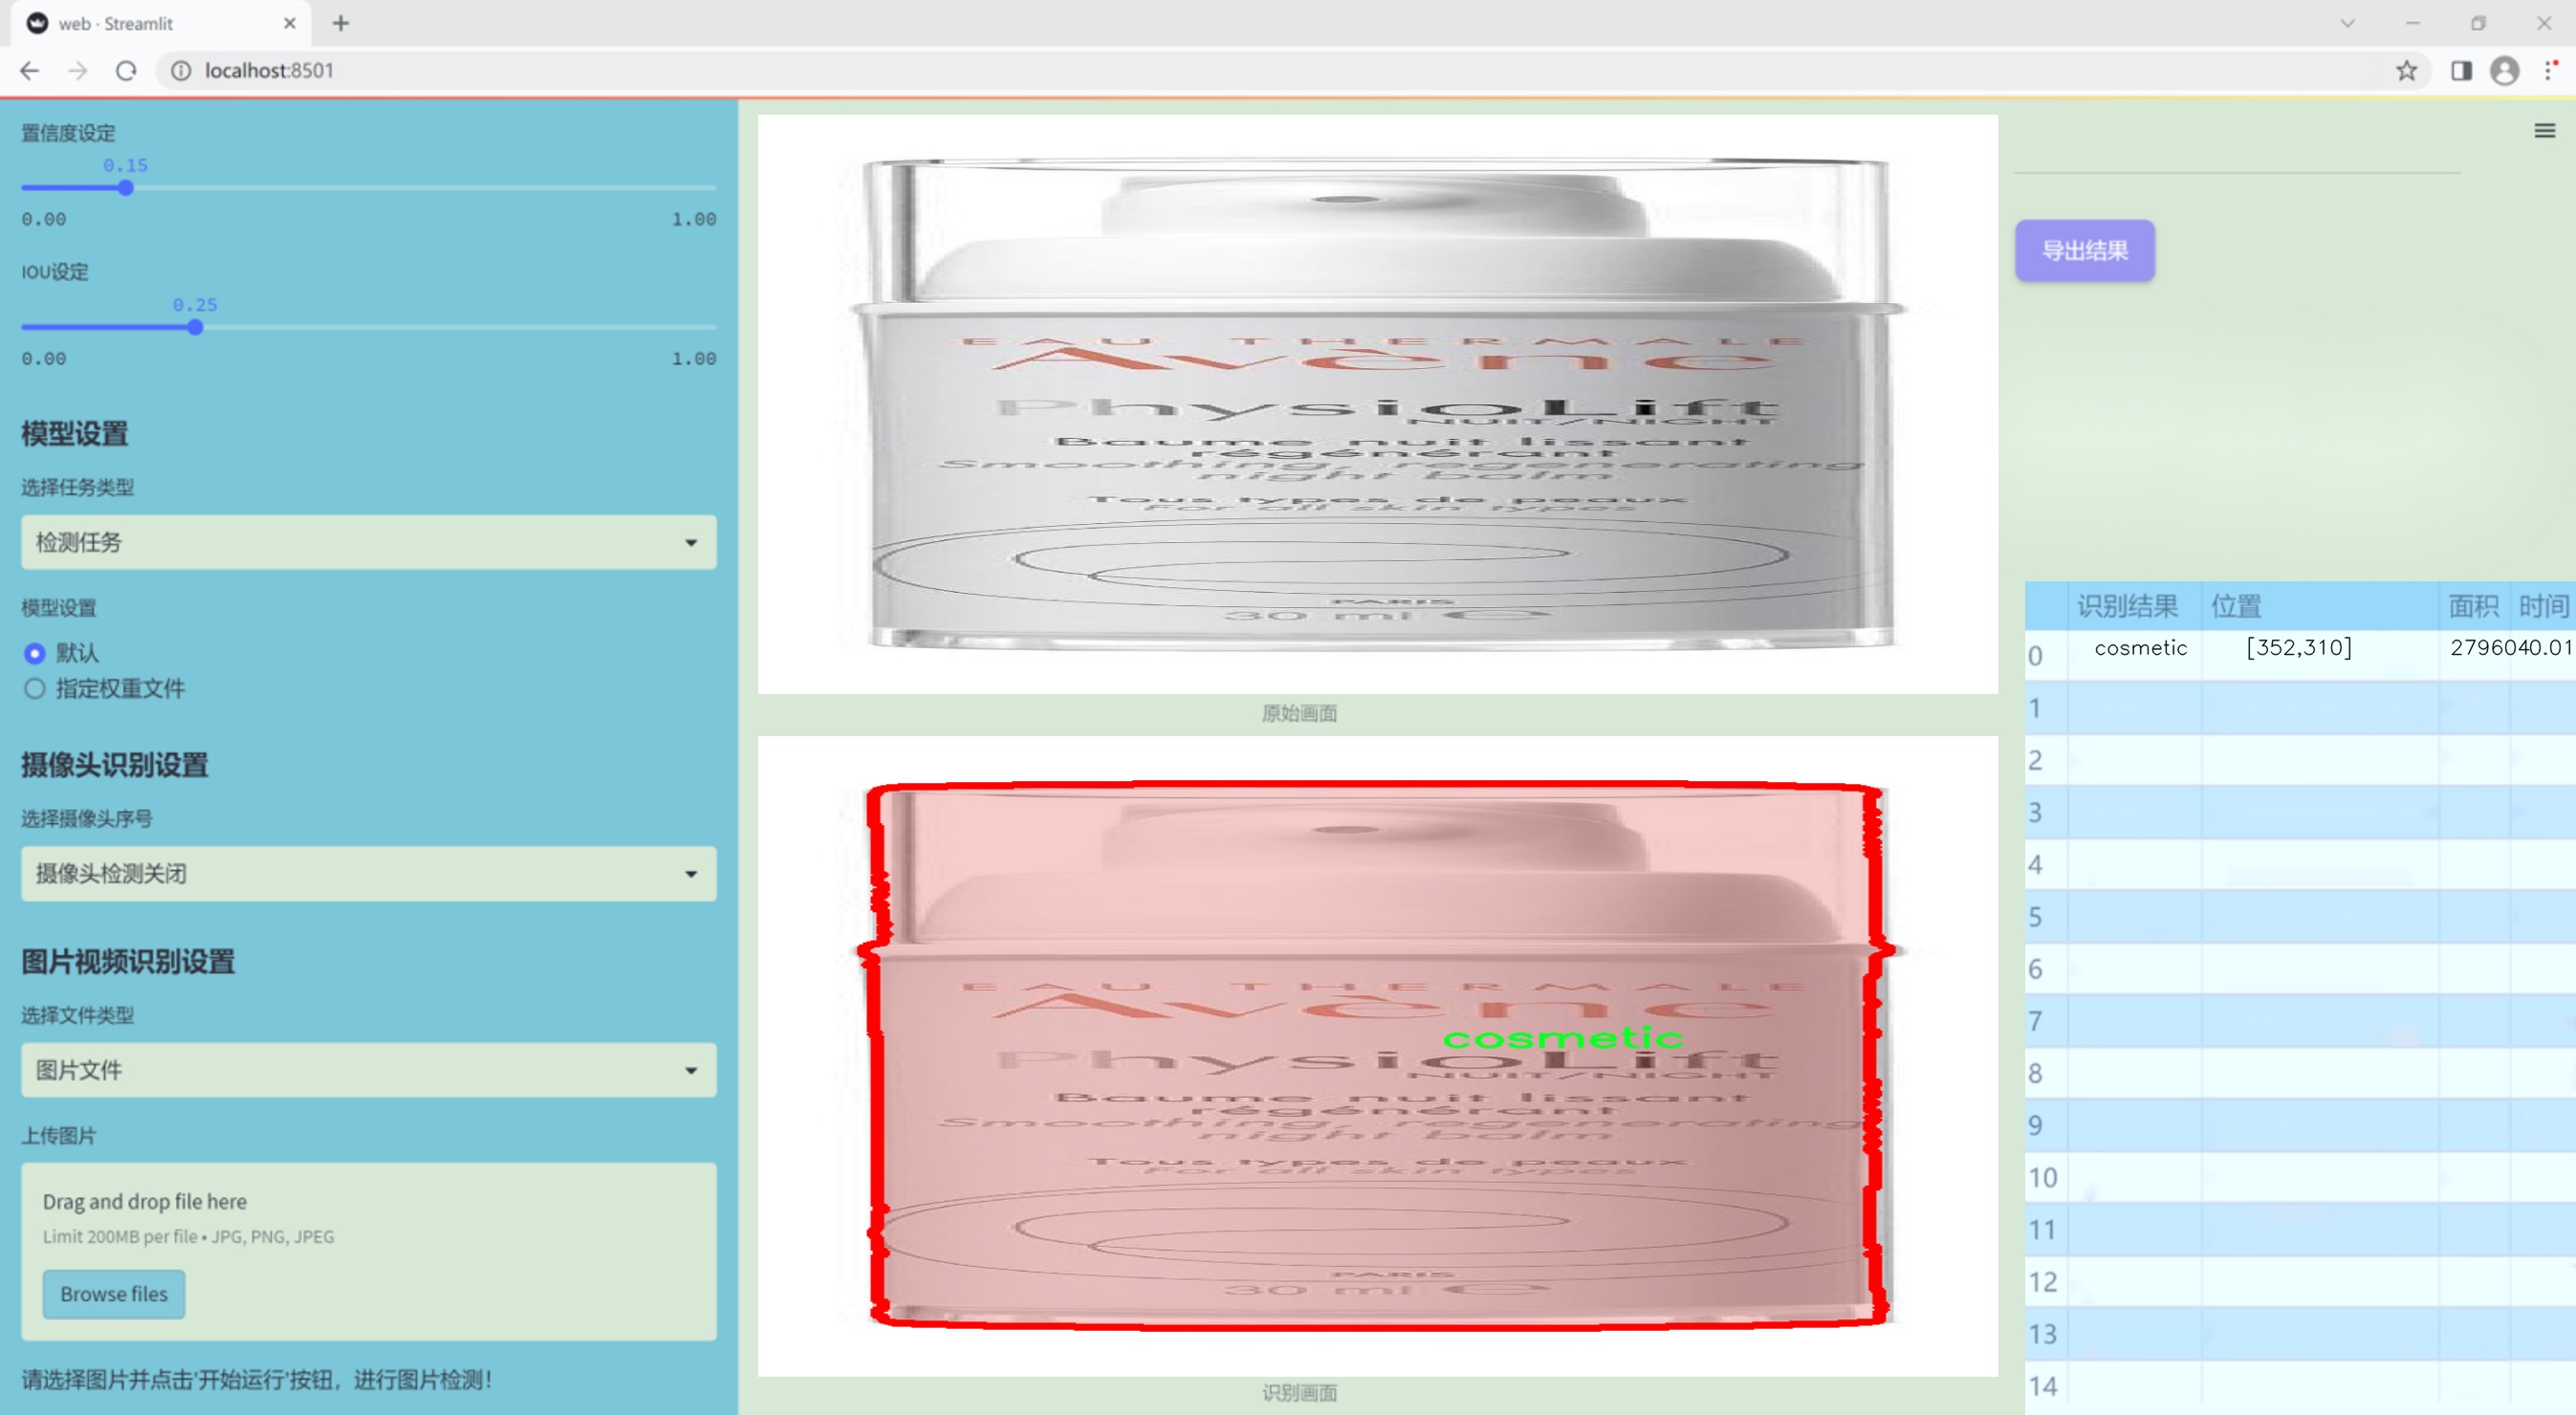 web · Streamlit
localhost:8501
置信度设定
0.15
0.00 1.00
IOU设定
0.25
0.00 1.00
模型设置
选择任务类型
检测任务
模型设置
默认
指定权重文件
摄像头识别设置
选择摄像头序号
摄像头检测关闭
图片视频识别设置
选择文件类型
图片文件
上传图片
Drag and drop file here
Limit 200MB per file • JPG, PNG, JPEG
Browse files
请选择图片并点击'开始运行'按钮，进行图片检测！
EAU THERMALE
Avène
PhysioLift
NUIT/NIGHT
Baume nuit lissant
régénérant
Smoothing, regenerating
night balm
Tous types de peaux
For all skin types
PARIS
30 ml e
原始画面
EAU THERMALE
Avène
cosmetic
PhysioLift
NUIT/NIGHT
Baume nuit lissant
régénérant
Smoothing, regenerating
night balm
Tous types de peaux
For all skin types
PARIS
30 ml e
识别画面
导出结果
识别结果 位置 面积 时间
0 cosmetic [352,310] 2796040.01
1
2
3
4
5
6
7
8
9
10
11
12
13
14